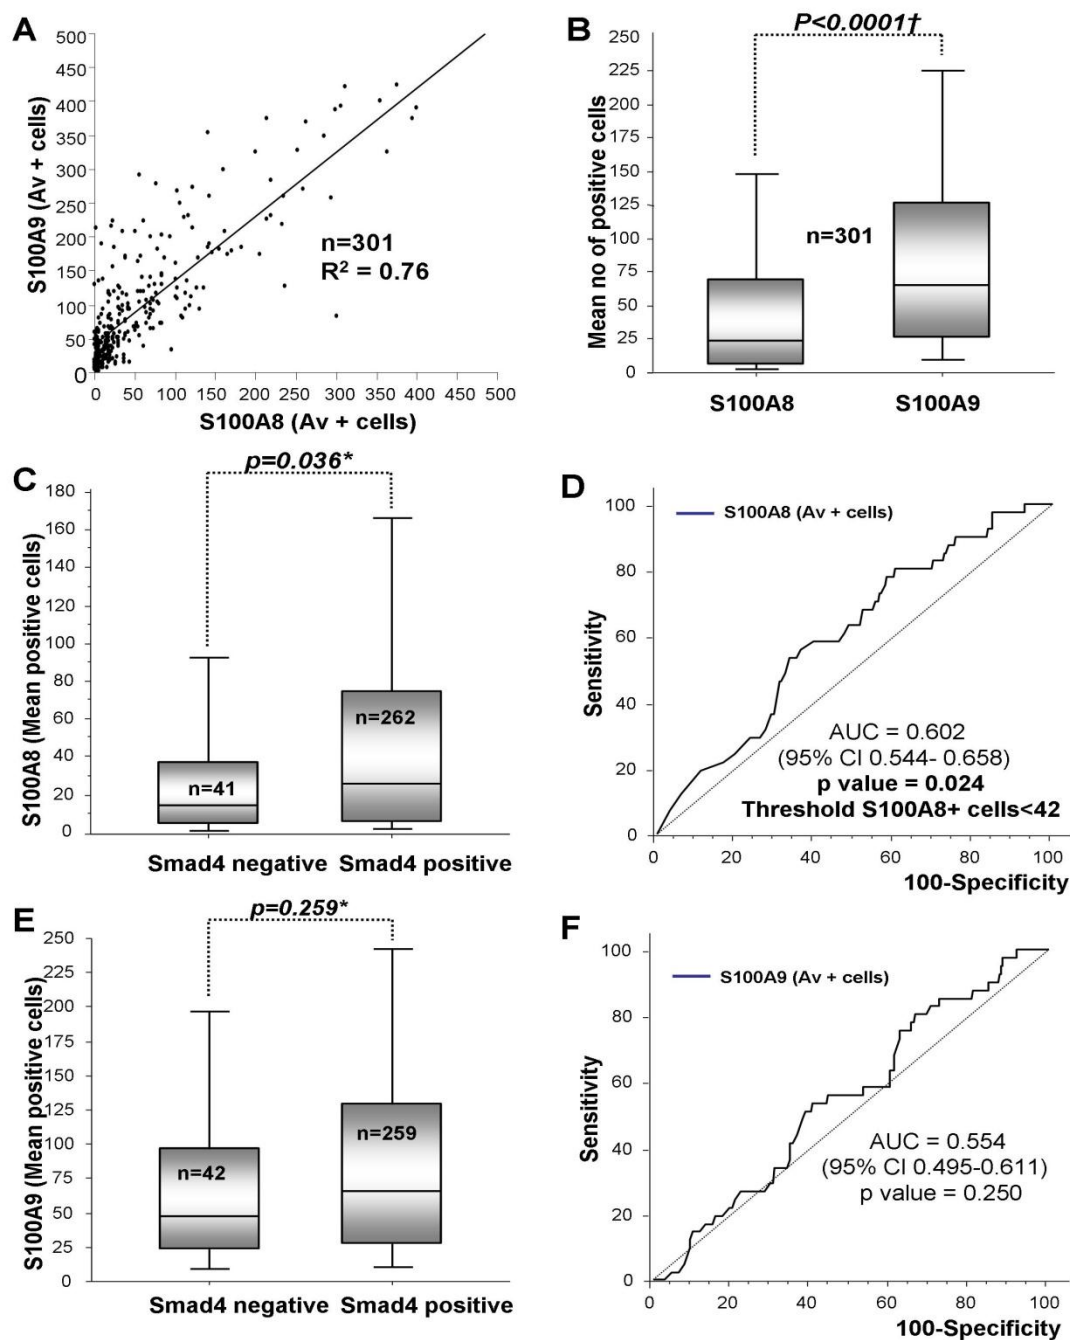 A
500
450
400
350
300
250
200
150
100
50
0
S100A9 (Av + cells)
n=301
R² = 0.76
0 50 100 150 200 250 300 350 400 450 500
S100A8 (Av + cells)
B
P<0.0001†
250
225
200
175
150
125
100
75
50
25
0
Mean no of positive cells
n=301
S100A8 S100A9
C
p=0.036*
180
160
140
120
100
80
60
40
20
0
S100A8 (Mean positive cells)
n=41
n=262
Smad4 negative Smad4 positive
D
S100A8 (Av + cells)
100
80
60
40
20
0
Sensitivity
AUC = 0.602
(95% CI 0.544- 0.658)
p value = 0.024
Threshold S100A8+ cells<42
0 20 40 60 80 100
100-Specificity
E
p=0.259*
250
225
200
175
150
125
100
75
50
25
0
S100A9 (Mean positive cells)
n=42
n=259
Smad4 negative Smad4 positive
F
S100A9 (Av + cells)
100
80
60
40
20
0
Sensitivity
AUC = 0.554
(95% CI 0.495-0.611)
p value = 0.250
0 20 40 60 80 100
100-Specificity